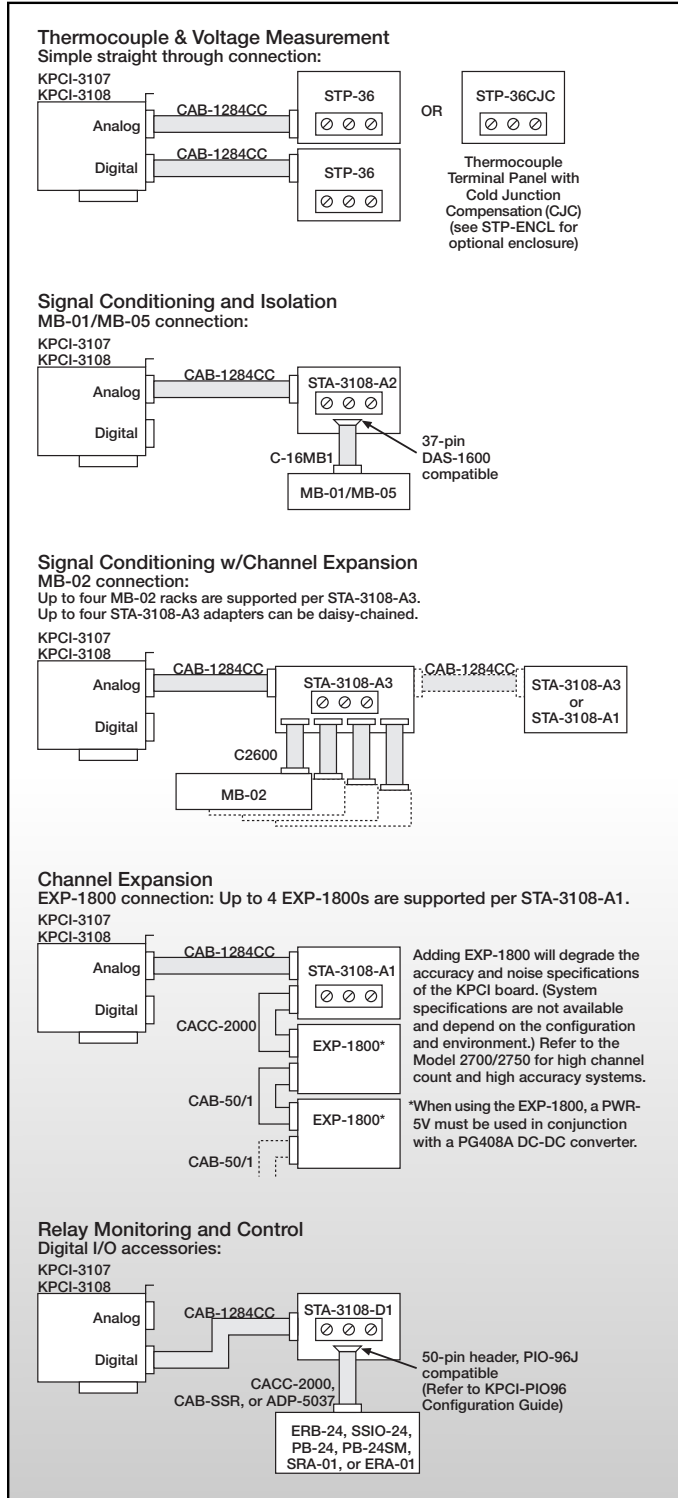 Thermocouple & Voltage Measurement
Simple straight through connection:
KPCI-3107
KPCI-3108
Analog
Digital
CAB-1284CC
CAB-1284CC
STP-36
STP-36
OR
STP-36CJC
Thermocouple
Terminal Panel with
Cold Junction
Compensation (CJC)
(see STP-ENCL for
optional enclosure)
Signal Conditioning and Isolation
MB-01/MB-05 connection:
KPCI-3107
KPCI-3108
Analog
Digital
CAB-1284CC
STA-3108-A2
C-16MB1
37-pin
DAS-1600
compatible
MB-01/MB-05
Signal Conditioning w/Channel Expansion
MB-02 connection:
Up to four MB-02 racks are supported per STA-3108-A3.
Up to four STA-3108-A3 adapters can be daisy-chained.
KPCI-3107
KPCI-3108
Analog
Digital
CAB-1284CC
STA-3108-A3
CAB-1284CC
STA-3108-A3
or
STA-3108-A1
C2600
MB-02
Channel Expansion
EXP-1800 connection: Up to 4 EXP-1800s are supported per STA-3108-A1.
KPCI-3107
KPCI-3108
Analog
Digital
CAB-1284CC
STA-3108-A1
CACC-2000
EXP-1800*
CAB-50/1
EXP-1800*
CAB-50/1
Adding EXP-1800 will degrade the
accuracy and noise specifications
of the KPCI board. (System
specifications are not available
and depend on the configuration
and environment.) Refer to the
Model 2700/2750 for high channel
count and high accuracy systems.
*When using the EXP-1800, a PWR-
5V must be used in conjunction
with a PG408A DC-DC converter.
Relay Monitoring and Control
Digital I/O accessories:
KPCI-3107
KPCI-3108
Analog
Digital
CAB-1284CC
STA-3108-D1
CACC-2000,
CAB-SSR, or ADP-5037
50-pin header, PIO-96J
compatible
(Refer to KPCI-PIO96
Configuration Guide)
ERB-24, SSIO-24,
PB-24, PB-24SM,
SRA-01, or ERA-01